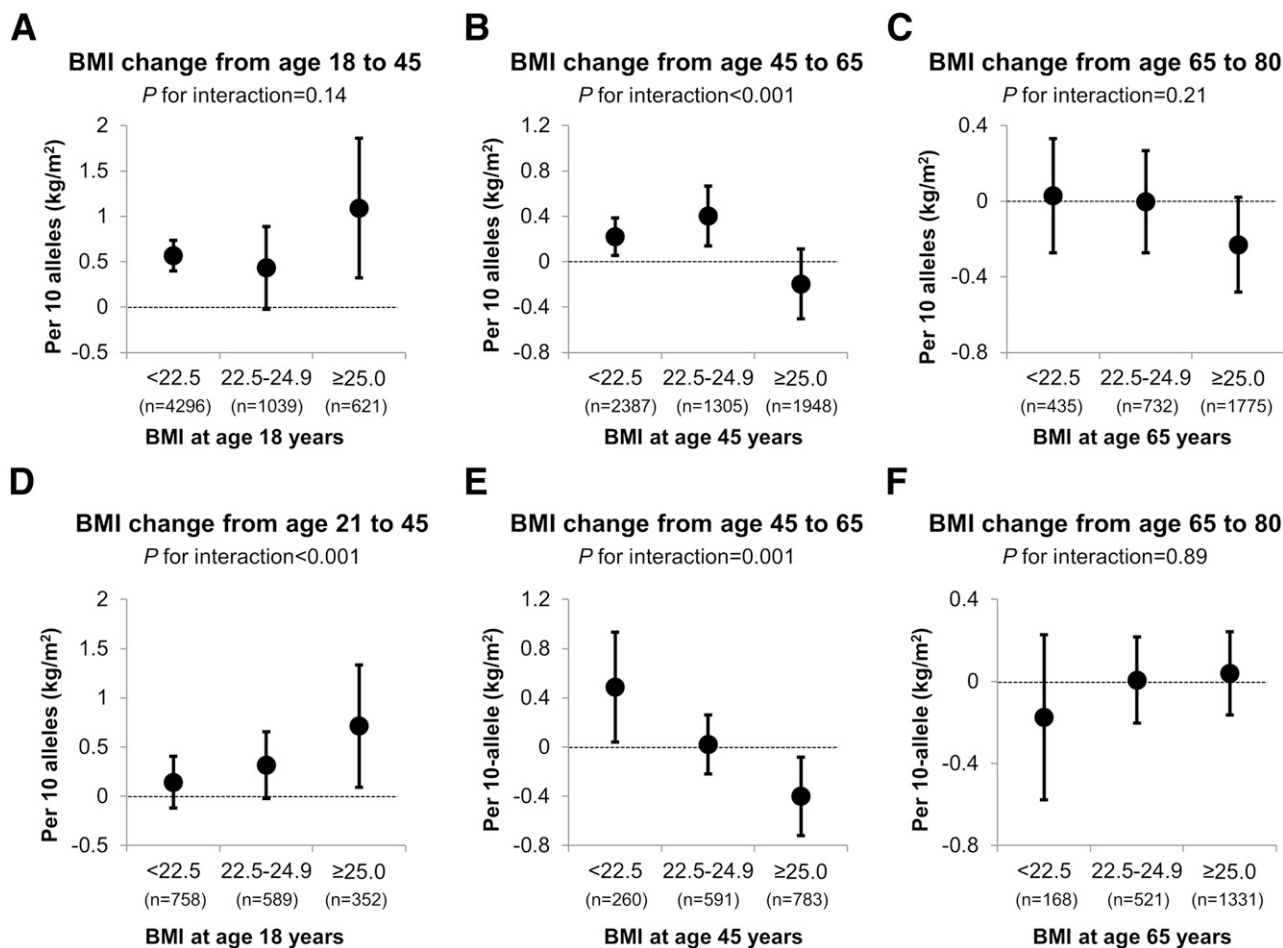 A
BMI change from age 18 to 45
P for interaction=0.14
Per 10 alleles (kg/m²)
2
1.5
1
0.5
0
-0.5
<22.5 22.5-24.9 ≥25.0
(n=4296) (n=1039) (n=621)
BMI at age 18 years
B
BMI change from age 45 to 65
P for interaction<0.001
Per 10 alleles (kg/m²)
1.2
0.8
0.4
0
-0.4
-0.8
<22.5 22.5-24.9 ≥25.0
(n=2387) (n=1305) (n=1948)
BMI at age 45 years
C
BMI change from age 65 to 80
P for interaction=0.21
Per 10 alleles (kg/m²)
0.4
0
-0.4
-0.8
<22.5 22.5-24.9 ≥25.0
(n=435) (n=732) (n=1775)
BMI at age 65 years
D
BMI change from age 21 to 45
P for interaction<0.001
Per 10 alleles (kg/m²)
2
1.5
1
0.5
0
-0.5
<22.5 22.5-24.9 ≥25.0
(n=758) (n=589) (n=352)
BMI at age 18 years
E
BMI change from age 45 to 65
P for interaction=0.001
Per 10-allele (kg/m²)
1.2
0.8
0.4
0
-0.4
-0.8
<22.5 22.5-24.9 ≥25.0
(n=260) (n=591) (n=783)
BMI at age 45 years
F
BMI change from age 65 to 80
P for interaction=0.89
Per 10-allele (kg/m²)
0.4
0
-0.4
-0.8
<22.5 22.5-24.9 ≥25.0
(n=168) (n=521) (n=1331)
BMI at age 65 years